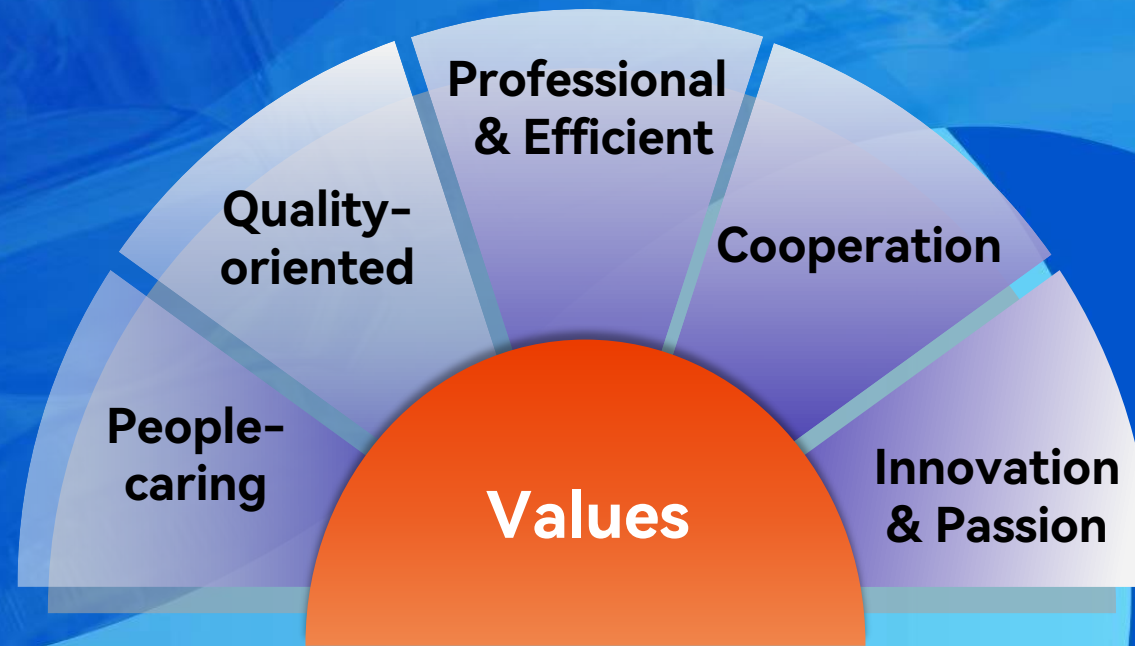 People-
caring
Quality-
oriented
Professional
& Efficient
Cooperation
Innovation
& Passion
Values